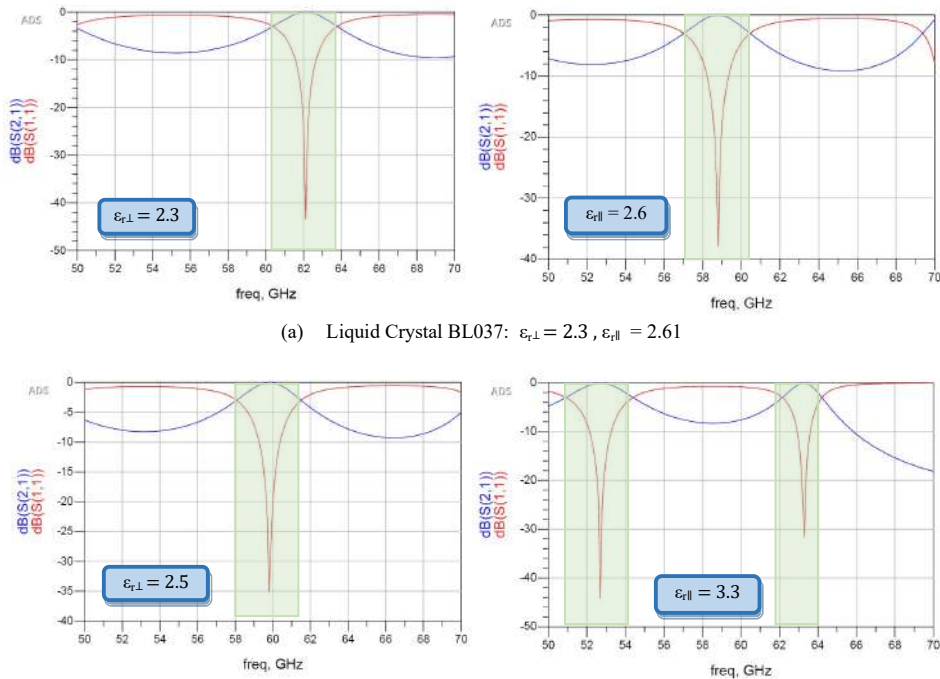 ADS
0
-10
-20
-30
-40
-50
dB(S(2,1))
dB(S(1,1))
εr⊥ = 2.3
50 52 54 56 58 60 62 64 66 68 70
freq, GHz
ADS
0
-10
-20
-30
-40
dB(S(2,1))
dB(S(1,1))
εr∥ = 2.6
50 52 54 56 58 60 62 64 66 68 70
freq, GHz
(a) Liquid Crystal BL037: εr⊥ = 2.3 , εr∥ = 2.61
ADS
0
-5
-10
-15
-20
-25
-30
-35
-40
dB(S(2,1))
dB(S(1,1))
εr⊥ = 2.5
50 52 54 56 58 60 62 64 66 68 70
freq, GHz
ADS
0
-10
-20
-30
-40
-50
dB(S(2,1))
dB(S(1,1))
εr∥ = 3.3
50 52 54 56 58 60 62 64 66 68 70
freq, GHz